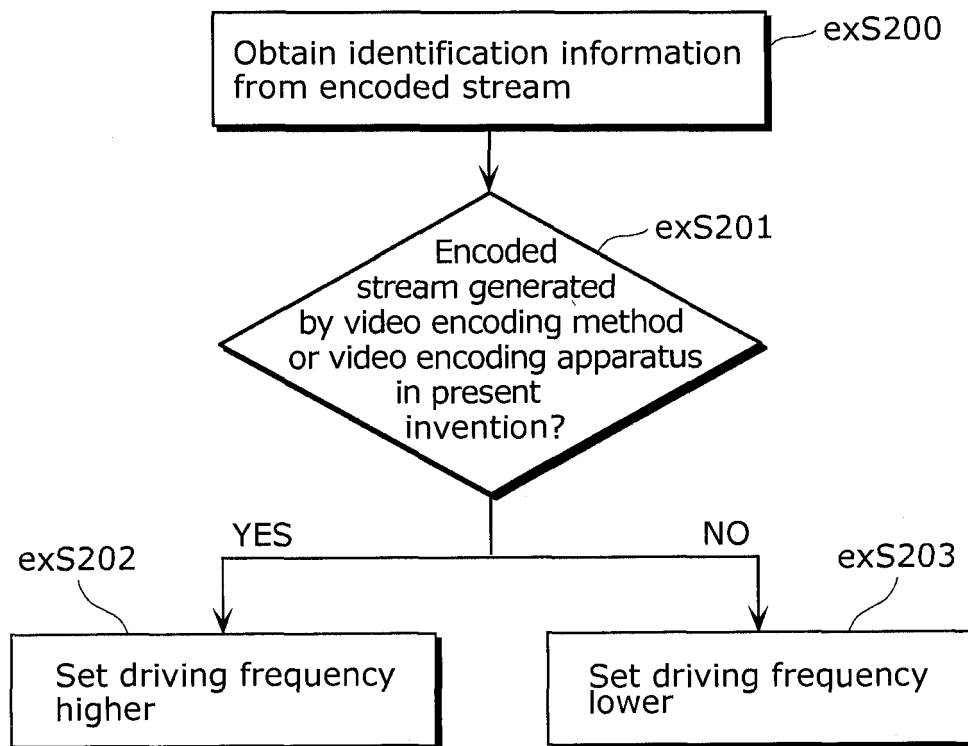 exS200
Obtain identification information
from encoded stream
exS201
Encoded
stream generated
by video encoding method
or video encoding apparatus
in present
invention?
YES
NO
exS202
exS203
Set driving frequency
higher
Set driving frequency
lower